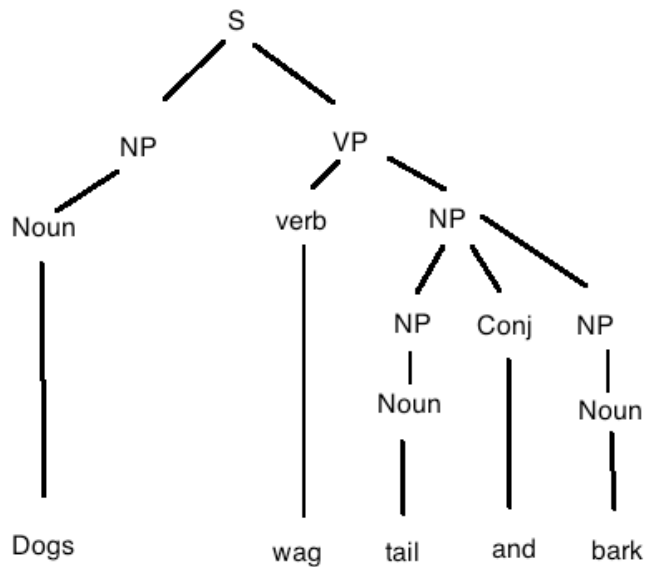 S
NP VP
Noun verb NP
NP Conj NP
Noun Noun
Dogs wag tail and bark